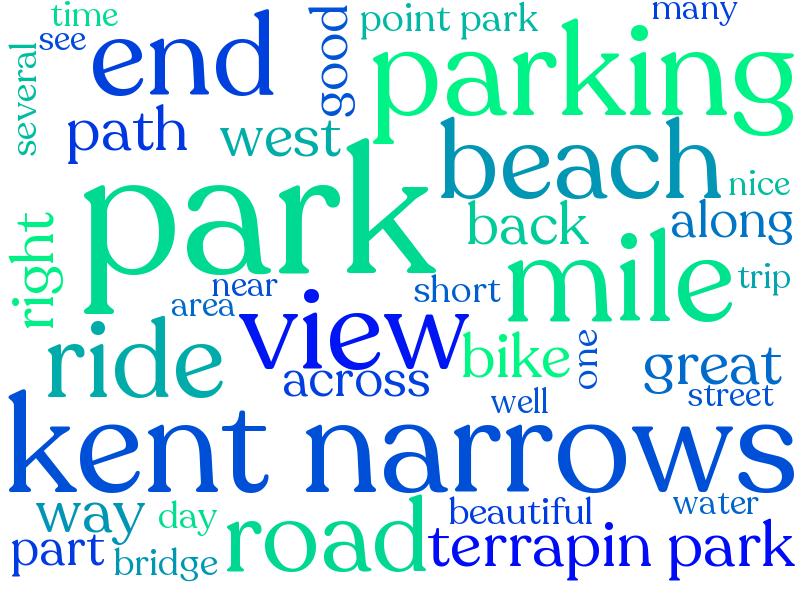 time
many
see
end
good
point park
parking
several
path
west
beach
nice
park
back
along
right
near
short
mile
trip
area
view
ride
across
bike
one
great
well
street
kent narrows
way
day
road
beautiful
water
part
bridge
terrapin park